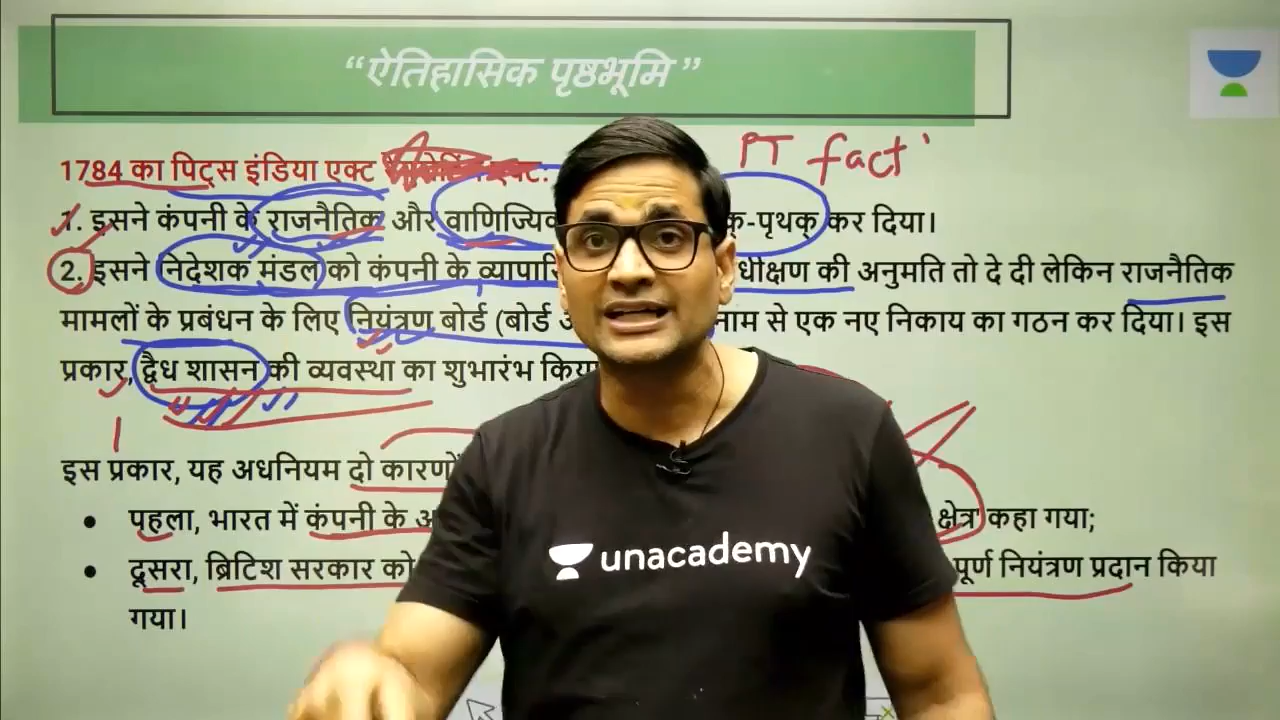 “ऐतिहासिक पृष्ठभूमि”
1784 का पिट्स इंडिया एक्ट
PT fact
1. इसने कंपनी के राजनैतिक और क्-पृथक् कर दिया।
2. इसने निदेशक मंडल को कंपनी के धीक्षण की अनुमति तो दे दी लेकिन राजनैतिक
मामलों के प्रबंधन के लिए नियंत्रण बोर्ड (बोर्ड नाम से एक नए निकाय का गठन कर दिया। इस
प्रकार, द्वैध शासन की व्यवस्था का शुभारंभ
इस प्रकार, यह अधनियम दो
• पहला, भारत में कंपनी के क्षेत्र' कहा गया;
• दूसरा, ब्रिटिश सरकार को पूर्ण नियंत्रण प्रदान किया
गया।
unacademy